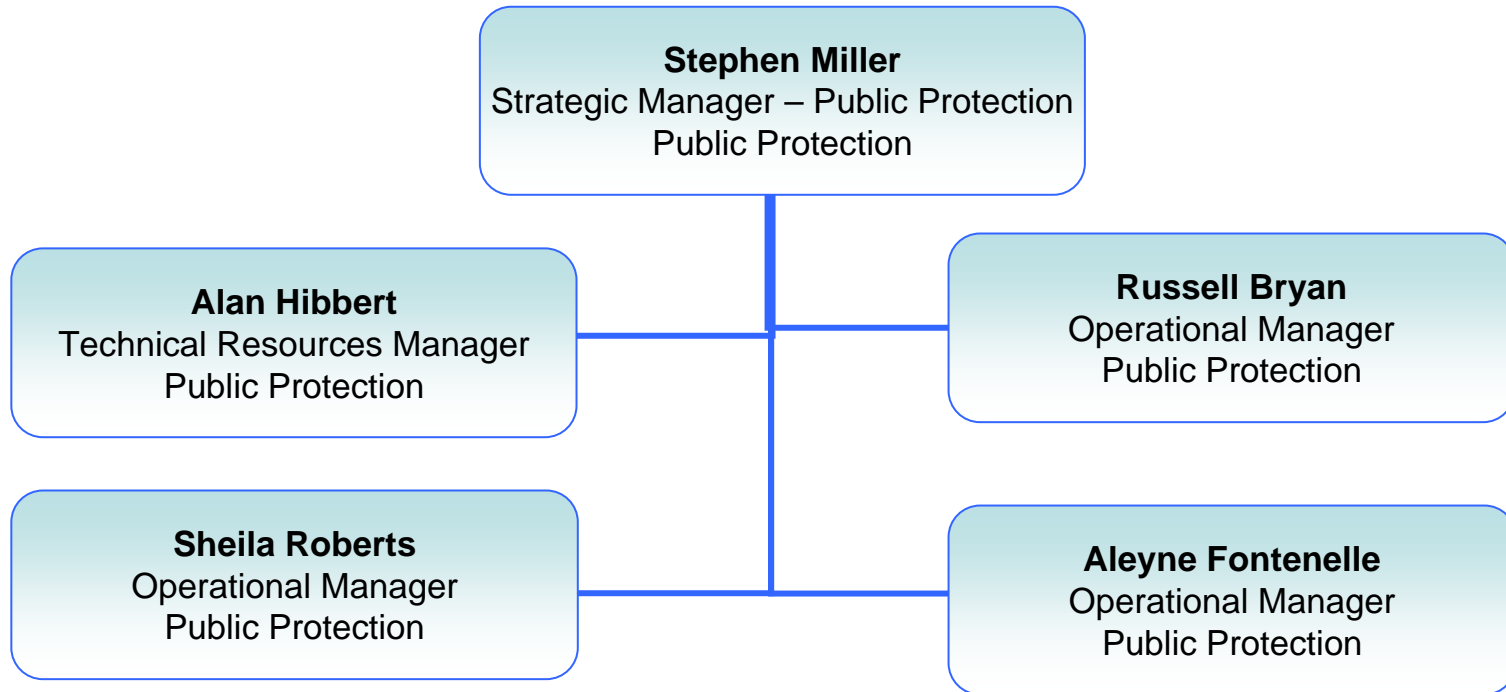 Stephen Miller
Strategic Manager – Public Protection
Public Protection
Alan Hibbert
Technical Resources Manager
Public Protection
Russell Bryan
Operational Manager
Public Protection
Sheila Roberts
Operational Manager
Public Protection
Aleyne Fontenelle
Operational Manager
Public Protection